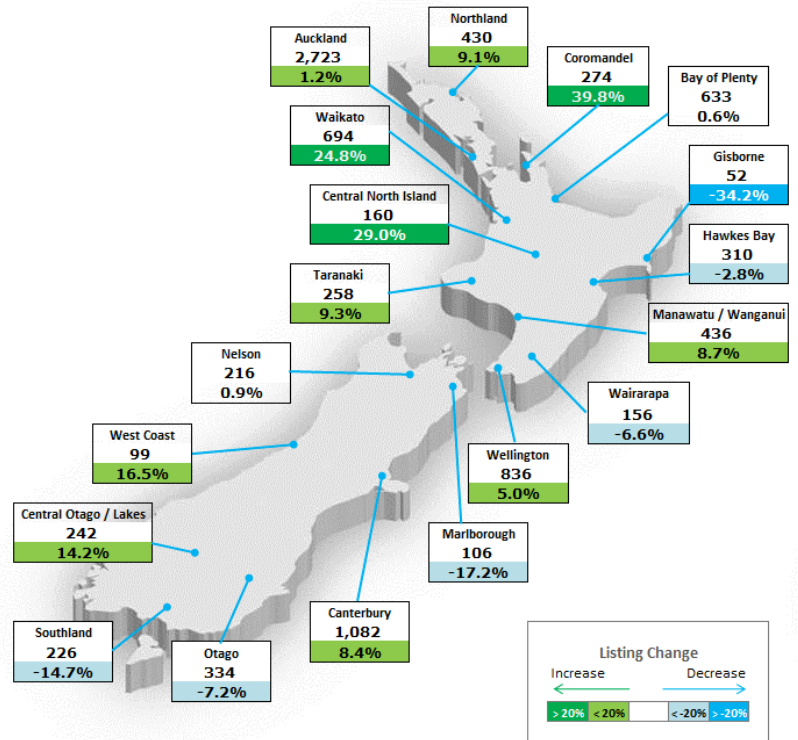 Northland
430
9.1%
Auckland
2,723
1.2%
Coromandel
274
39.8%
Bay of Plenty
633
0.6%
Waikato
694
24.8%
Gisborne
52
-34.2%
Central North Island
160
29.0%
Hawkes Bay
310
-2.8%
Taranaki
258
9.3%
Manawatu / Wanganui
436
8.7%
Nelson
216
0.9%
Wairarapa
156
-6.6%
West Coast
99
16.5%
Wellington
836
5.0%
Central Otago / Lakes
242
14.2%
Marlborough
106
-17.2%
Canterbury
1,082
8.4%
Southland
226
-14.7%
Otago
334
-7.2%
Listing Change
Increase Decrease
> 20% < 20% < -20% > -20%